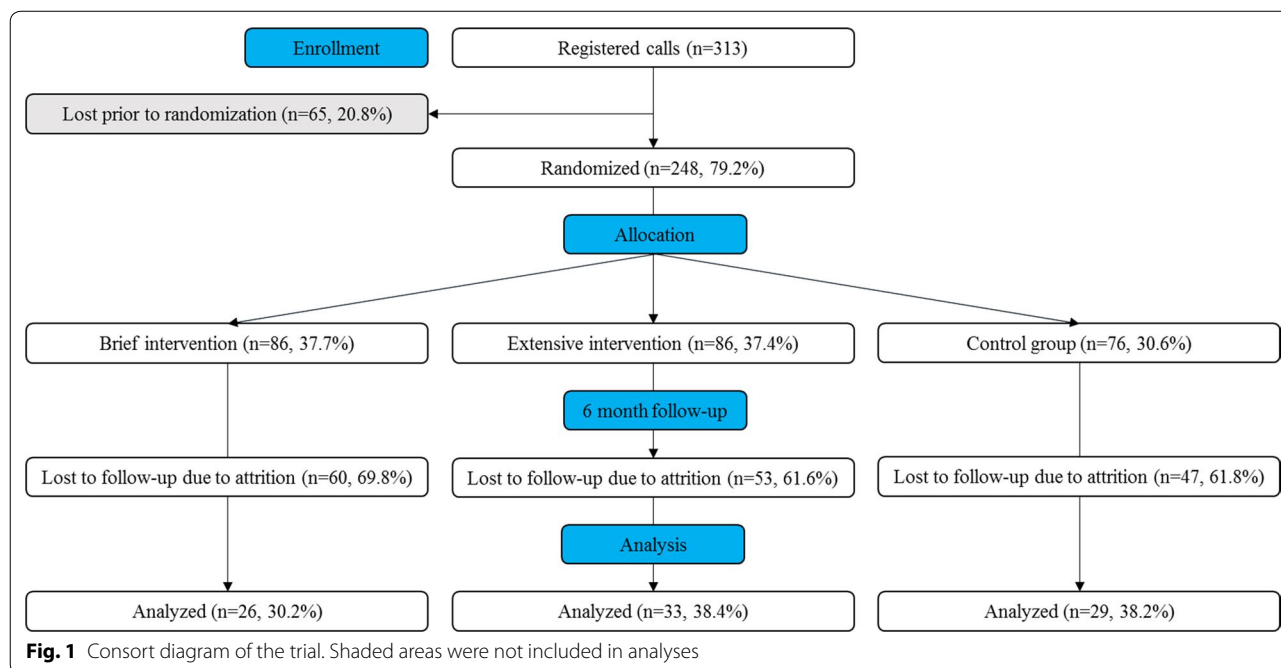 Enrollment
Registered calls (n=313)
Lost prior to randomization (n=65, 20.8%)
Randomized (n=248, 79.2%)
Allocation
Brief intervention (n=86, 37.7%)
Extensive intervention (n=86, 37.4%)
Control group (n=76, 30.6%)
6 month follow-up
Lost to follow-up due to attrition (n=60, 69.8%)
Lost to follow-up due to attrition (n=53, 61.6%)
Lost to follow-up due to attrition (n=47, 61.8%)
Analysis
Analyzed (n=26, 30.2%)
Analyzed (n=33, 38.4%)
Analyzed (n=29, 38.2%)
Fig. 1 Consort diagram of the trial. Shaded areas were not included in analyses